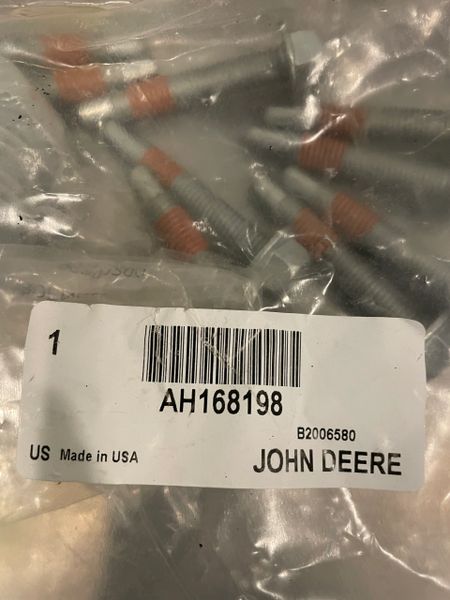 1
AH168198
B2006580
US Made in USA
JOHN DEERE